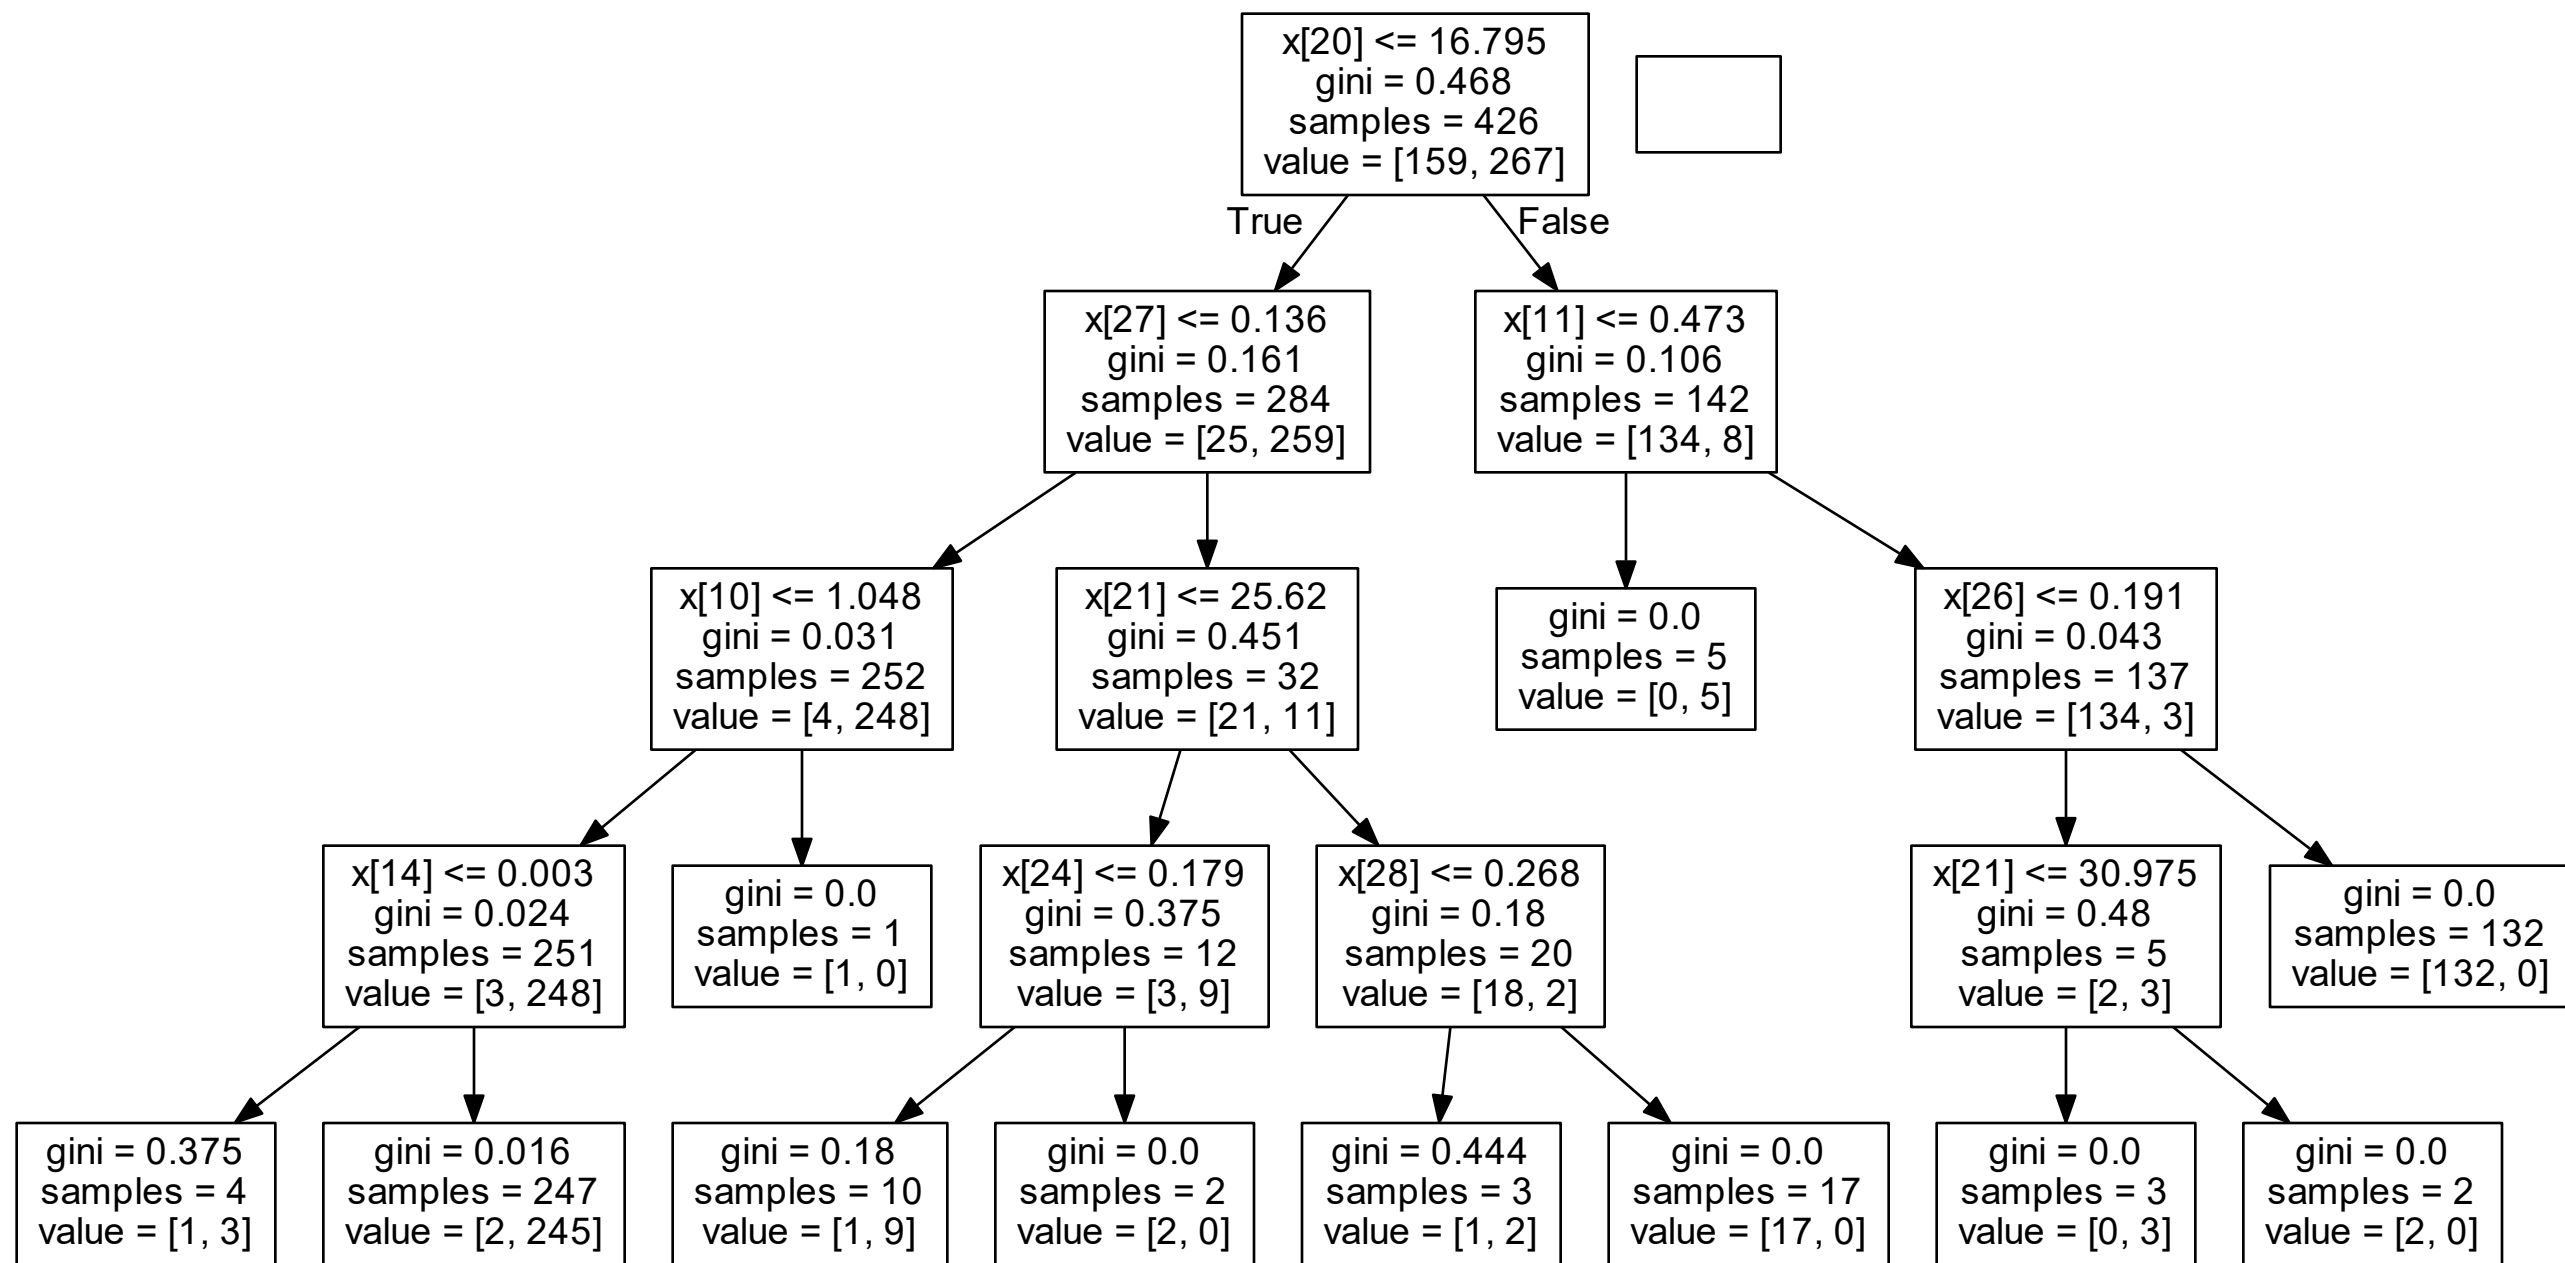 x[20] <= 16.795
gini = 0.468
samples = 426
value = [159, 267]
True
False
x[27] <= 0.136
gini = 0.161
samples = 284
value = [25, 259]
x[11] <= 0.473
gini = 0.106
samples = 142
value = [134, 8]
x[10] <= 1.048
gini = 0.031
samples = 252
value = [4, 248]
x[21] <= 25.62
gini = 0.451
samples = 32
value = [21, 11]
gini = 0.0
samples = 5
value = [0, 5]
x[26] <= 0.191
gini = 0.043
samples = 137
value = [134, 3]
x[14] <= 0.003
gini = 0.024
samples = 251
value = [3, 248]
gini = 0.0
samples = 1
value = [1, 0]
x[24] <= 0.179
gini = 0.375
samples = 12
value = [3, 9]
x[28] <= 0.268
gini = 0.18
samples = 20
value = [18, 2]
x[21] <= 30.975
gini = 0.48
samples = 5
value = [2, 3]
gini = 0.0
samples = 132
value = [132, 0]
gini = 0.375
samples = 4
value = [1, 3]
gini = 0.016
samples = 247
value = [2, 245]
gini = 0.18
samples = 10
value = [1, 9]
gini = 0.0
samples = 2
value = [2, 0]
gini = 0.444
samples = 3
value = [1, 2]
gini = 0.0
samples = 17
value = [17, 0]
gini = 0.0
samples = 3
value = [0, 3]
gini = 0.0
samples = 2
value = [2, 0]